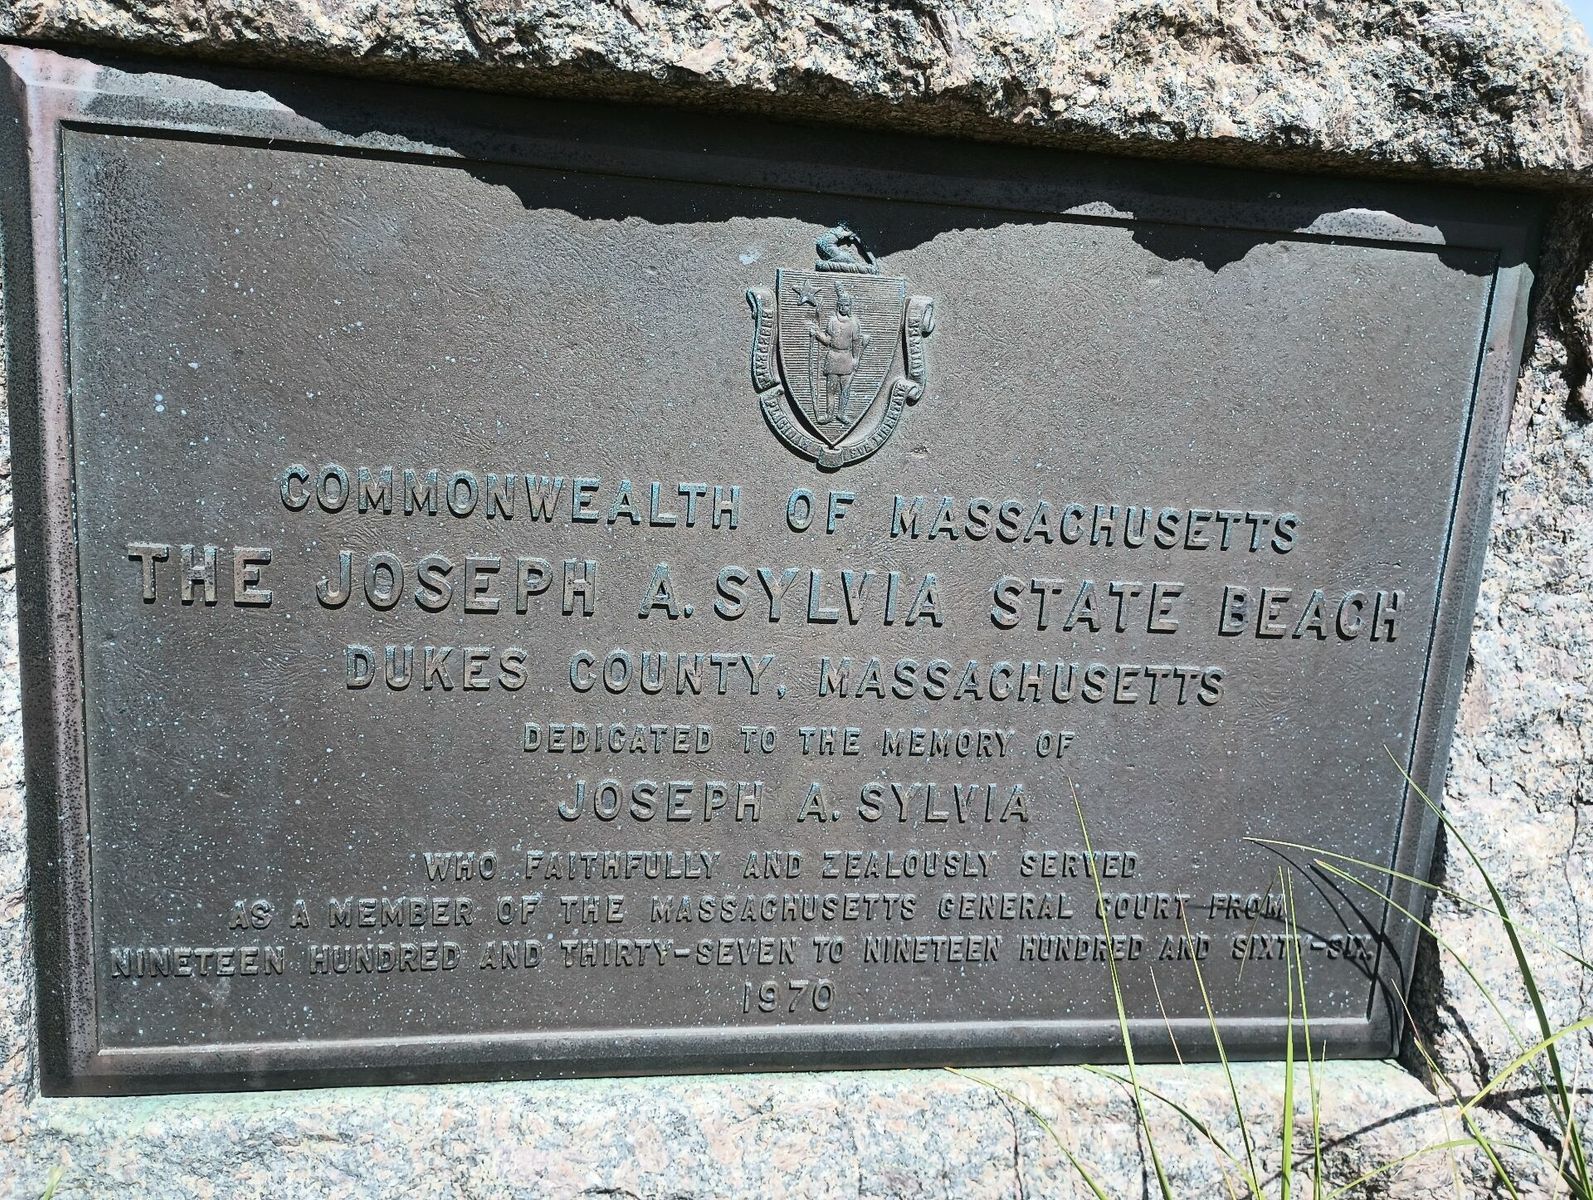 COMMONWEALTH OF MASSACHUSETTS
THE JOSEPH A. SYLVIA STATE BEACH
DUKES COUNTY, MASSACHUSETTS
DEDICATED TO THE MEMORY OF
JOSEPH A. SYLVIA
WHO FAITHFULLY AND ZEALOUSLY SERVED
AS A MEMBER OF THE MASSACHUSETTS GENERAL COURT FROM
NINETEEN HUNDRED AND THIRTY-SEVEN TO NINETEEN HUNDRED AND SIXTY-SIX.
1970